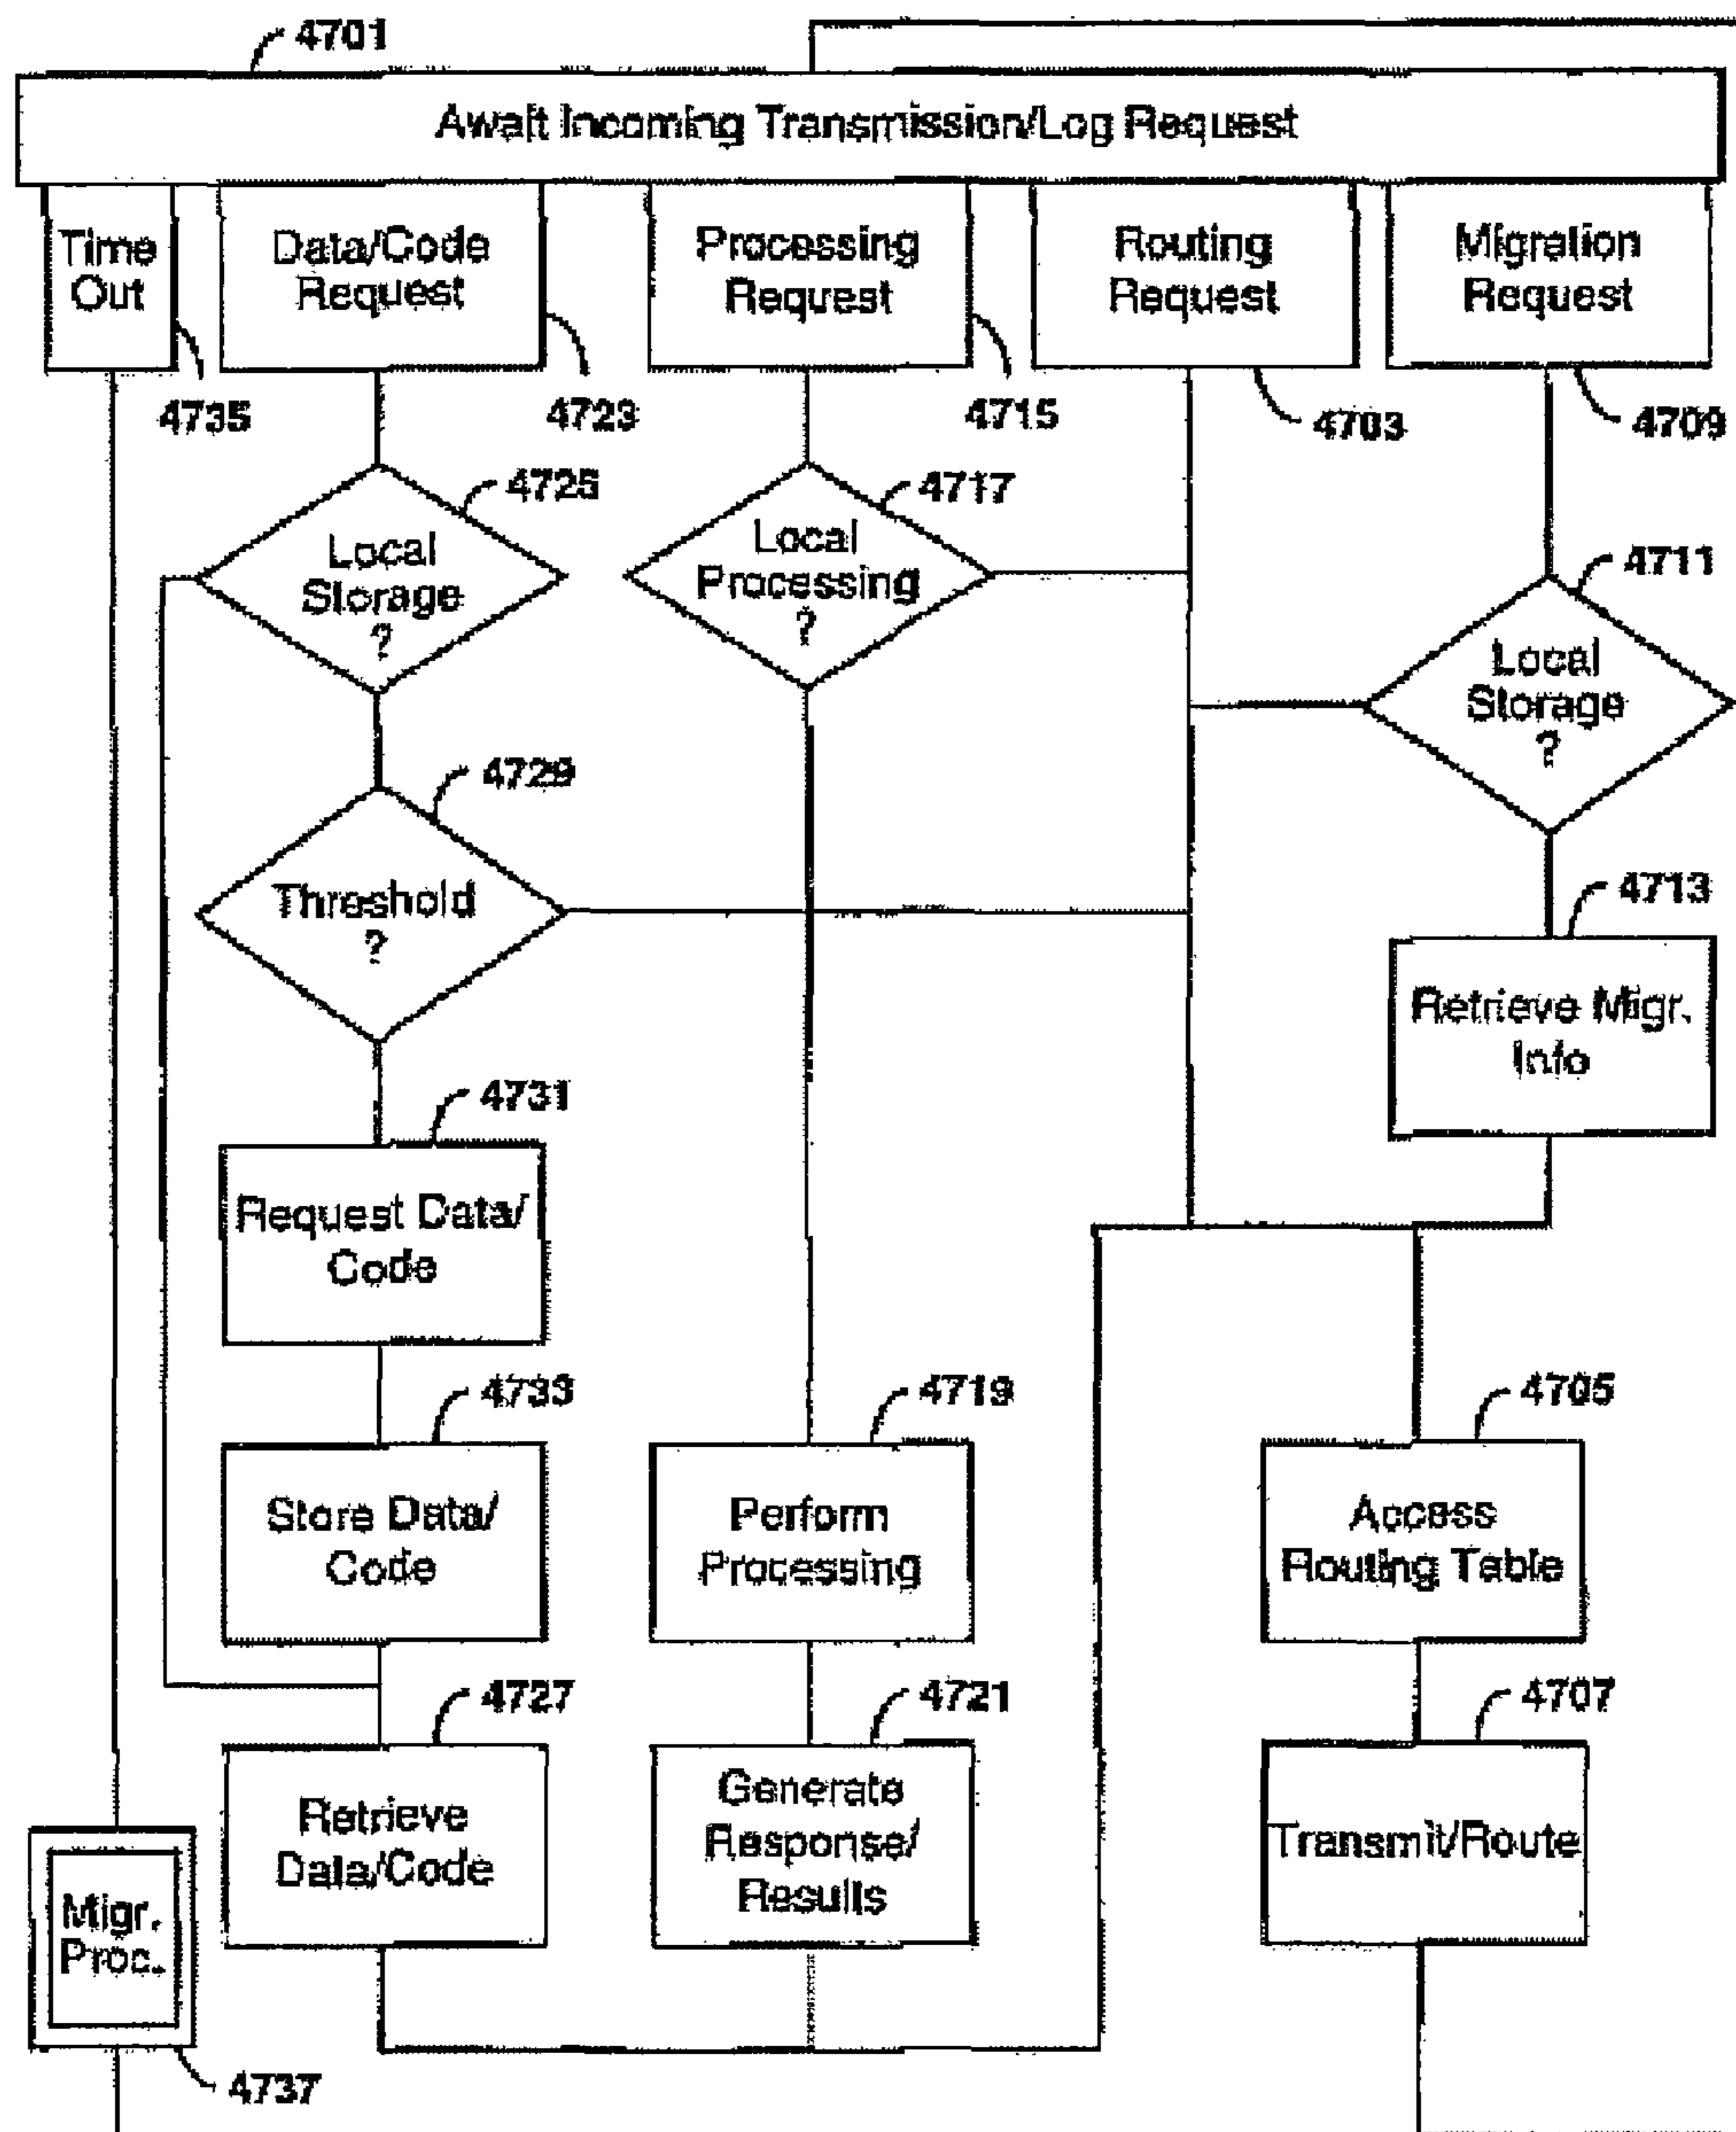 4701
Await Incoming Transmission/Log Request
Time
Out
Data/Code
Request
Processing
Request
Routing
Request
Migration
Request
4735
4723
4715
4703
4709
4725
Local
Storage
?
4717
Local
Processing
?
4711
Local
Storage
?
4729
Threshold
?
4713
Retrieve Migr.
Info
4731
Request Data/
Code
4733
Store Data/
Code
4719
Perform
Processing
4705
Access
Routing Table
4727
Retrieve
Data/Code
4721
Generate
Response/
Results
4707
Transmit/Route
Migr.
Proc.
4737